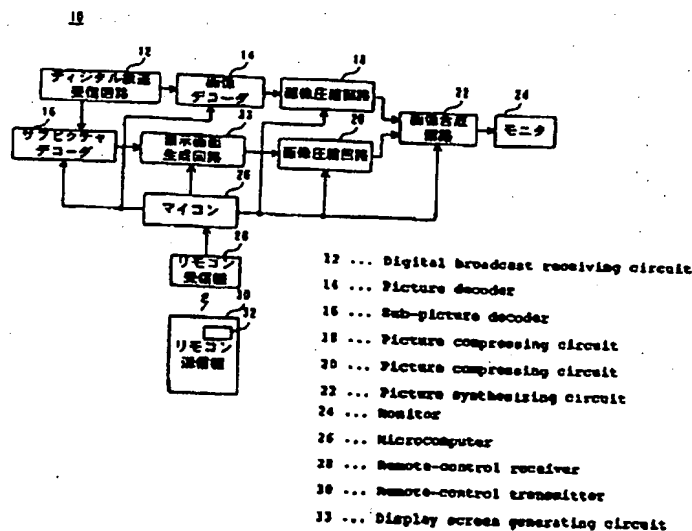 10
12
ディジタル放送
受信回路
14
画像
デコーダ
18
画像圧縮回路
22
画像合成
回路
24
モニタ
16
サブピクチャ
デコーダ
33
表示画面
生成回路
20
画像圧縮回路
26
マイコン
28
リモコン
受信機
30
32
リモコン
送信機
12 ... Digital broadcast receiving circuit
14 ... Picture decoder
16 ... Sub-picture decoder
18 ... Picture compressing circuit
20 ... Picture compressing circuit
22 ... Picture synthesizing circuit
24 ... Monitor
26 ... Microcomputer
28 ... Remote-control receiver
30 ... Remote-control transmitter
33 ... Display screen generating circuit